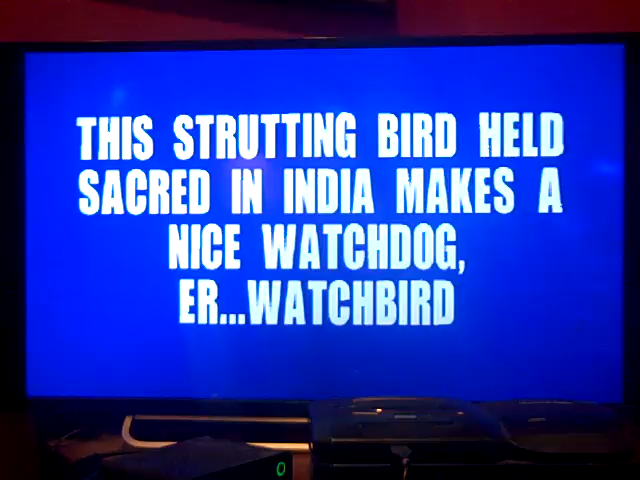 THIS STRUTTING BIRD HELD
SACRED IN INDIA MAKES A
NICE WATCHDOG,
ER...WATCHBIRD